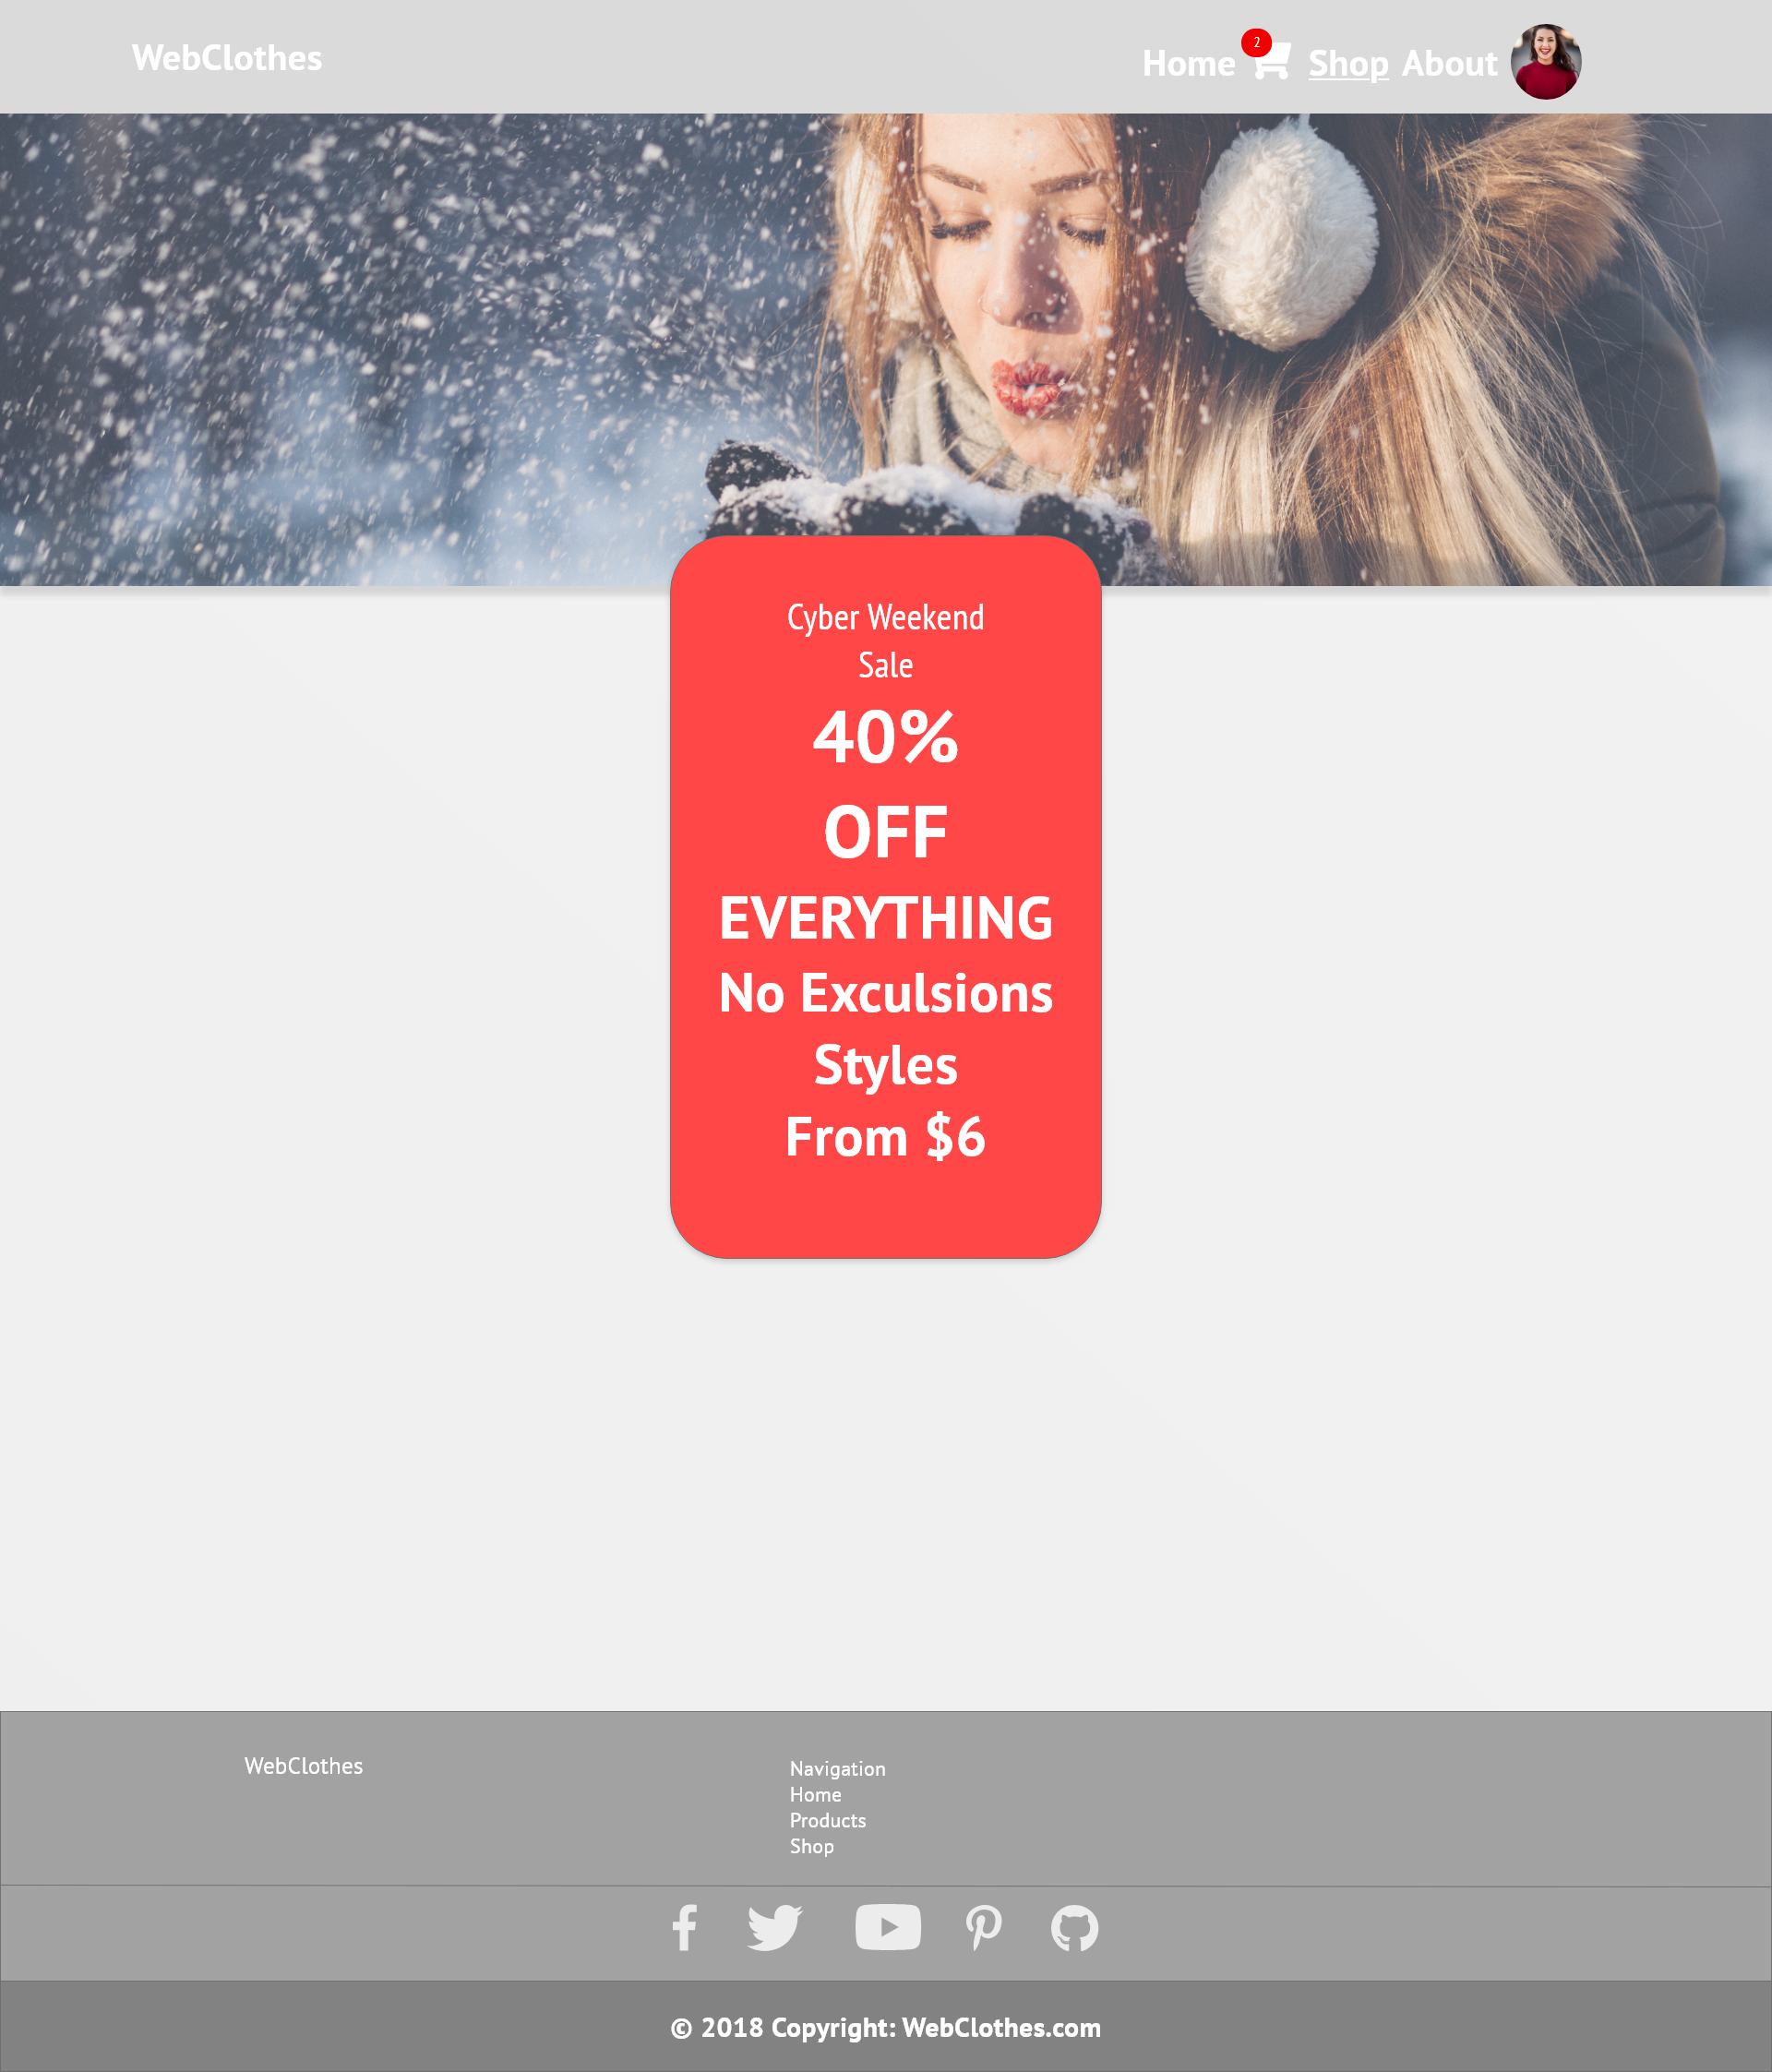 WebClothes
Home 2 Shop About
Cyber Weekend
Sale
40%
OFF
EVERYTHING
No Exculsions
Styles
From $6
WebClothes
Navigation
Home
Products
Shop
© 2018 Copyright: WebClothes.com